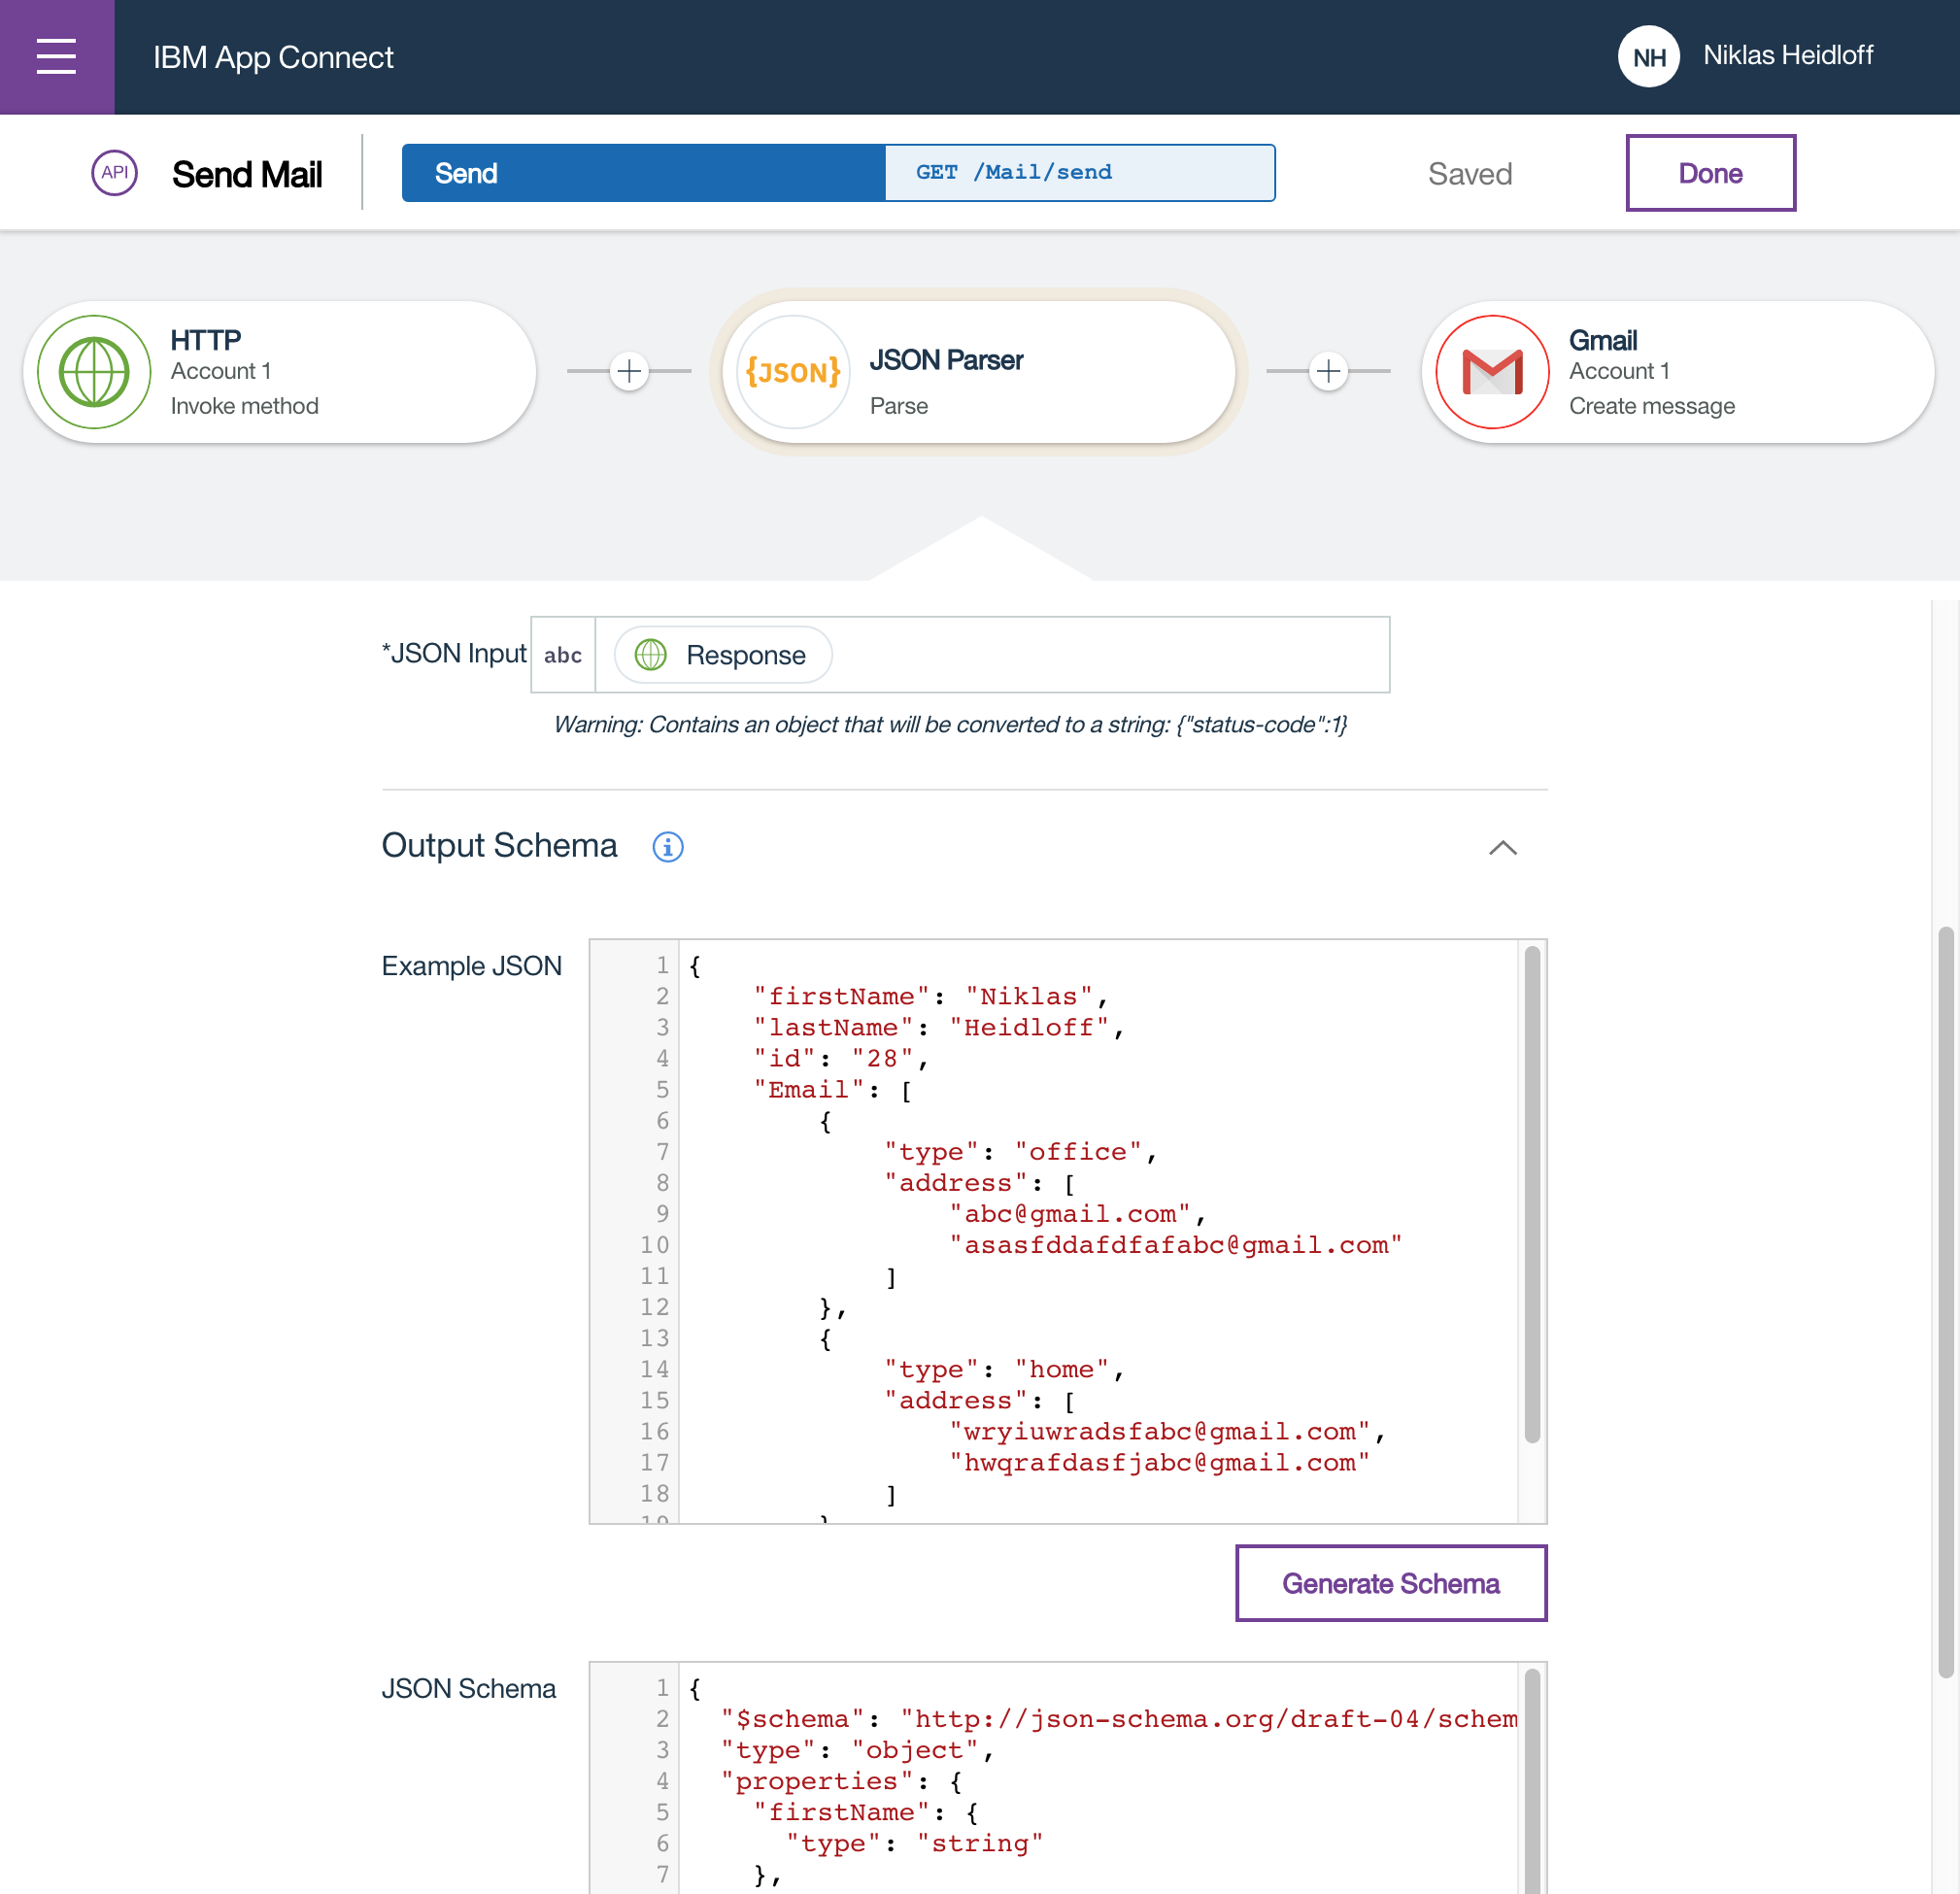 IBM App Connect
NH Niklas Heidloff
API Send Mail Send GET /Mail/send Saved Done
HTTP
Account 1
Invoke method
{JSON} JSON Parser
Parse
Gmail
Account 1
Create message
*JSON Input abc Response
Warning: Contains an object that will be converted to a string: {"status-code":1}
Output Schema
Example JSON
1 {
2 "firstName": "Niklas",
3 "lastName": "Heidloff",
4 "id": "28",
5 "Email": [
6 {
7 "type": "office",
8 "address": [
9 "abc@gmail.com",
10 "asasfddafdfafabc@gmail.com"
11 ]
12 },
13 {
14 "type": "home",
15 "address": [
16 "wryiuwradsfabc@gmail.com",
17 "hwqrafdasfjabc@gmail.com"
18 ]
19 }
Generate Schema
JSON Schema
1 {
2 "$schema": "http://json-schema.org/draft-04/schem
3 "type": "object",
4 "properties": {
5 "firstName": {
6 "type": "string"
7 },